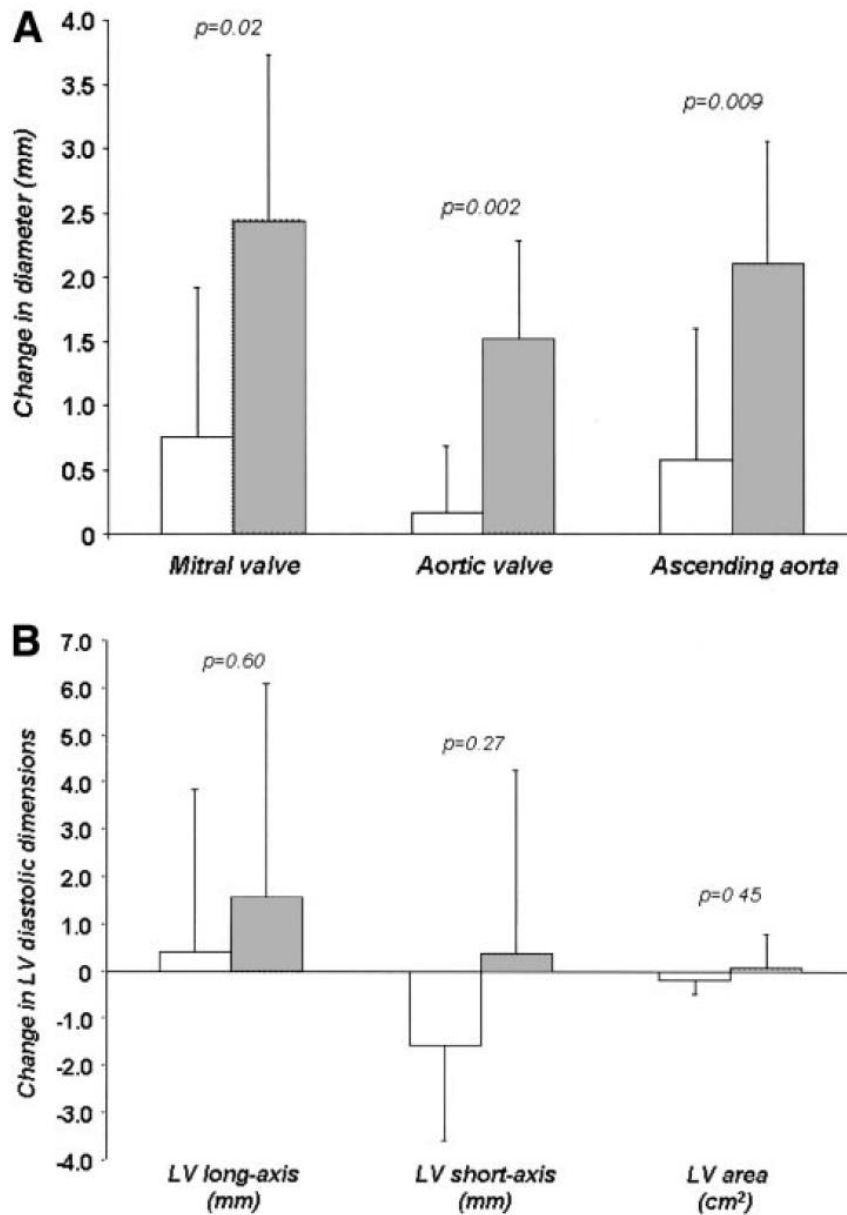 A
4.0
3.5
3.0
2.5
2.0
1.5
1.0
0.5
0
Change in diameter (mm)
p=0.02
p=0.002
p=0.009
Mitral valve
Aortic valve
Ascending aorta
B
7.0
6.0
5.0
4.0
3.0
2.0
1.0
0
-1.0
-2.0
-3.0
-4.0
Change in LV diastolic dimensions
p=0.60
p=0.27
p=0 45
LV long-axis
(mm)
LV short-axis
(mm)
LV area
(cm²)